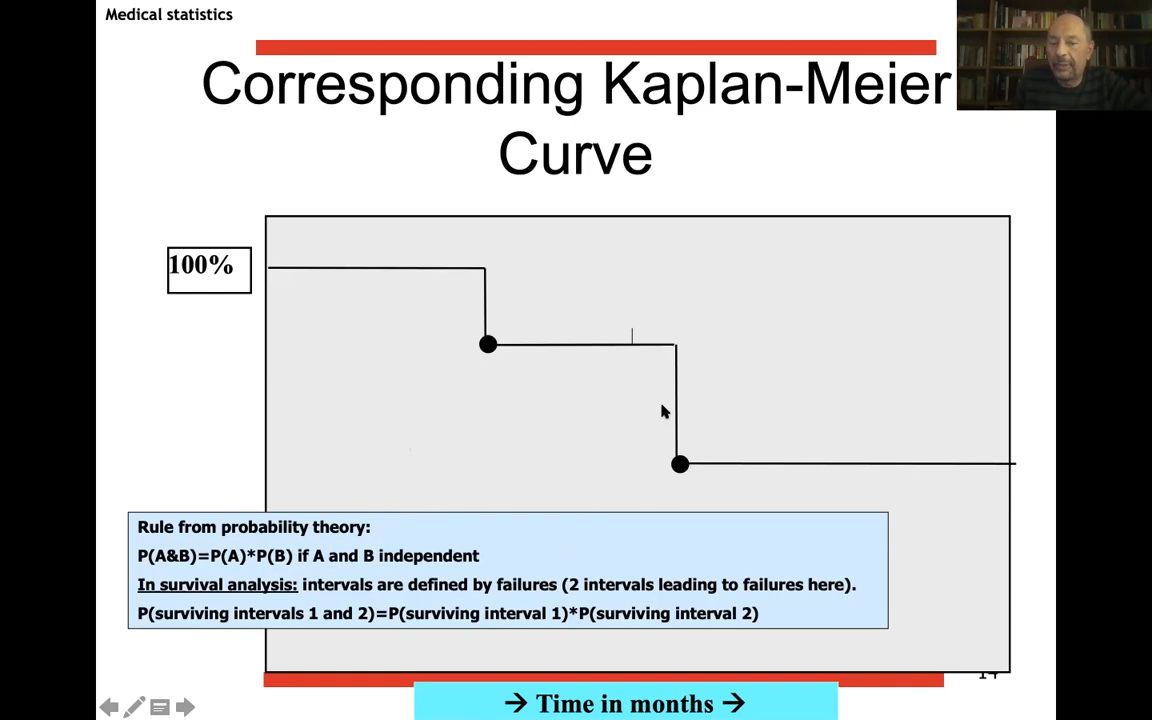 Medical statistics
Corresponding Kaplan-Meier
Curve
100%
Rule from probability theory:
P(A&B)=P(A)*P(B) if A and B independent
In survival analysis: intervals are defined by failures (2 intervals leading to failures here).
P(surviving intervals 1 and 2)=P(surviving interval 1)*P(surviving interval 2)
14
→ Time in months →